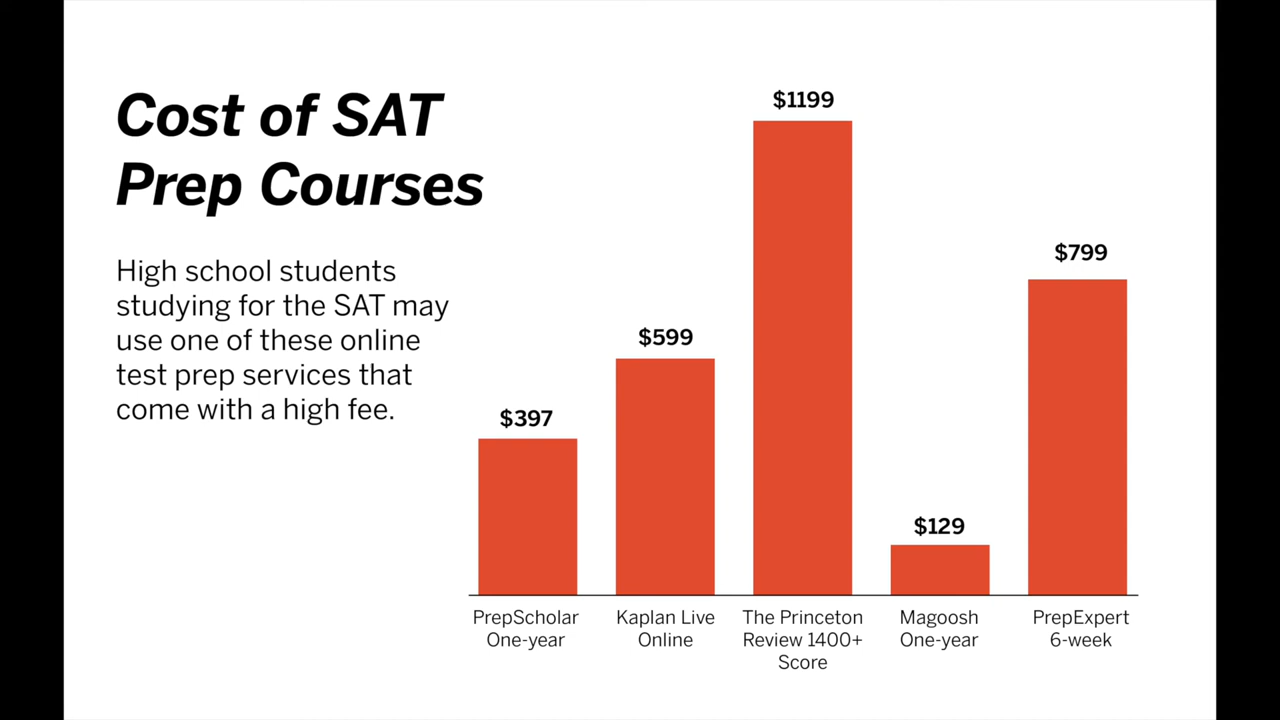 Cost of SAT
Prep Courses
High school students
studying for the SAT may
use one of these online
test prep services that
come with a high fee.
$397
$599
$1199
$129
$799
PrepScholar
One-year
Kaplan Live
Online
The Princeton
Review 1400+
Score
Magoosh
One-year
PrepExpert
6-week